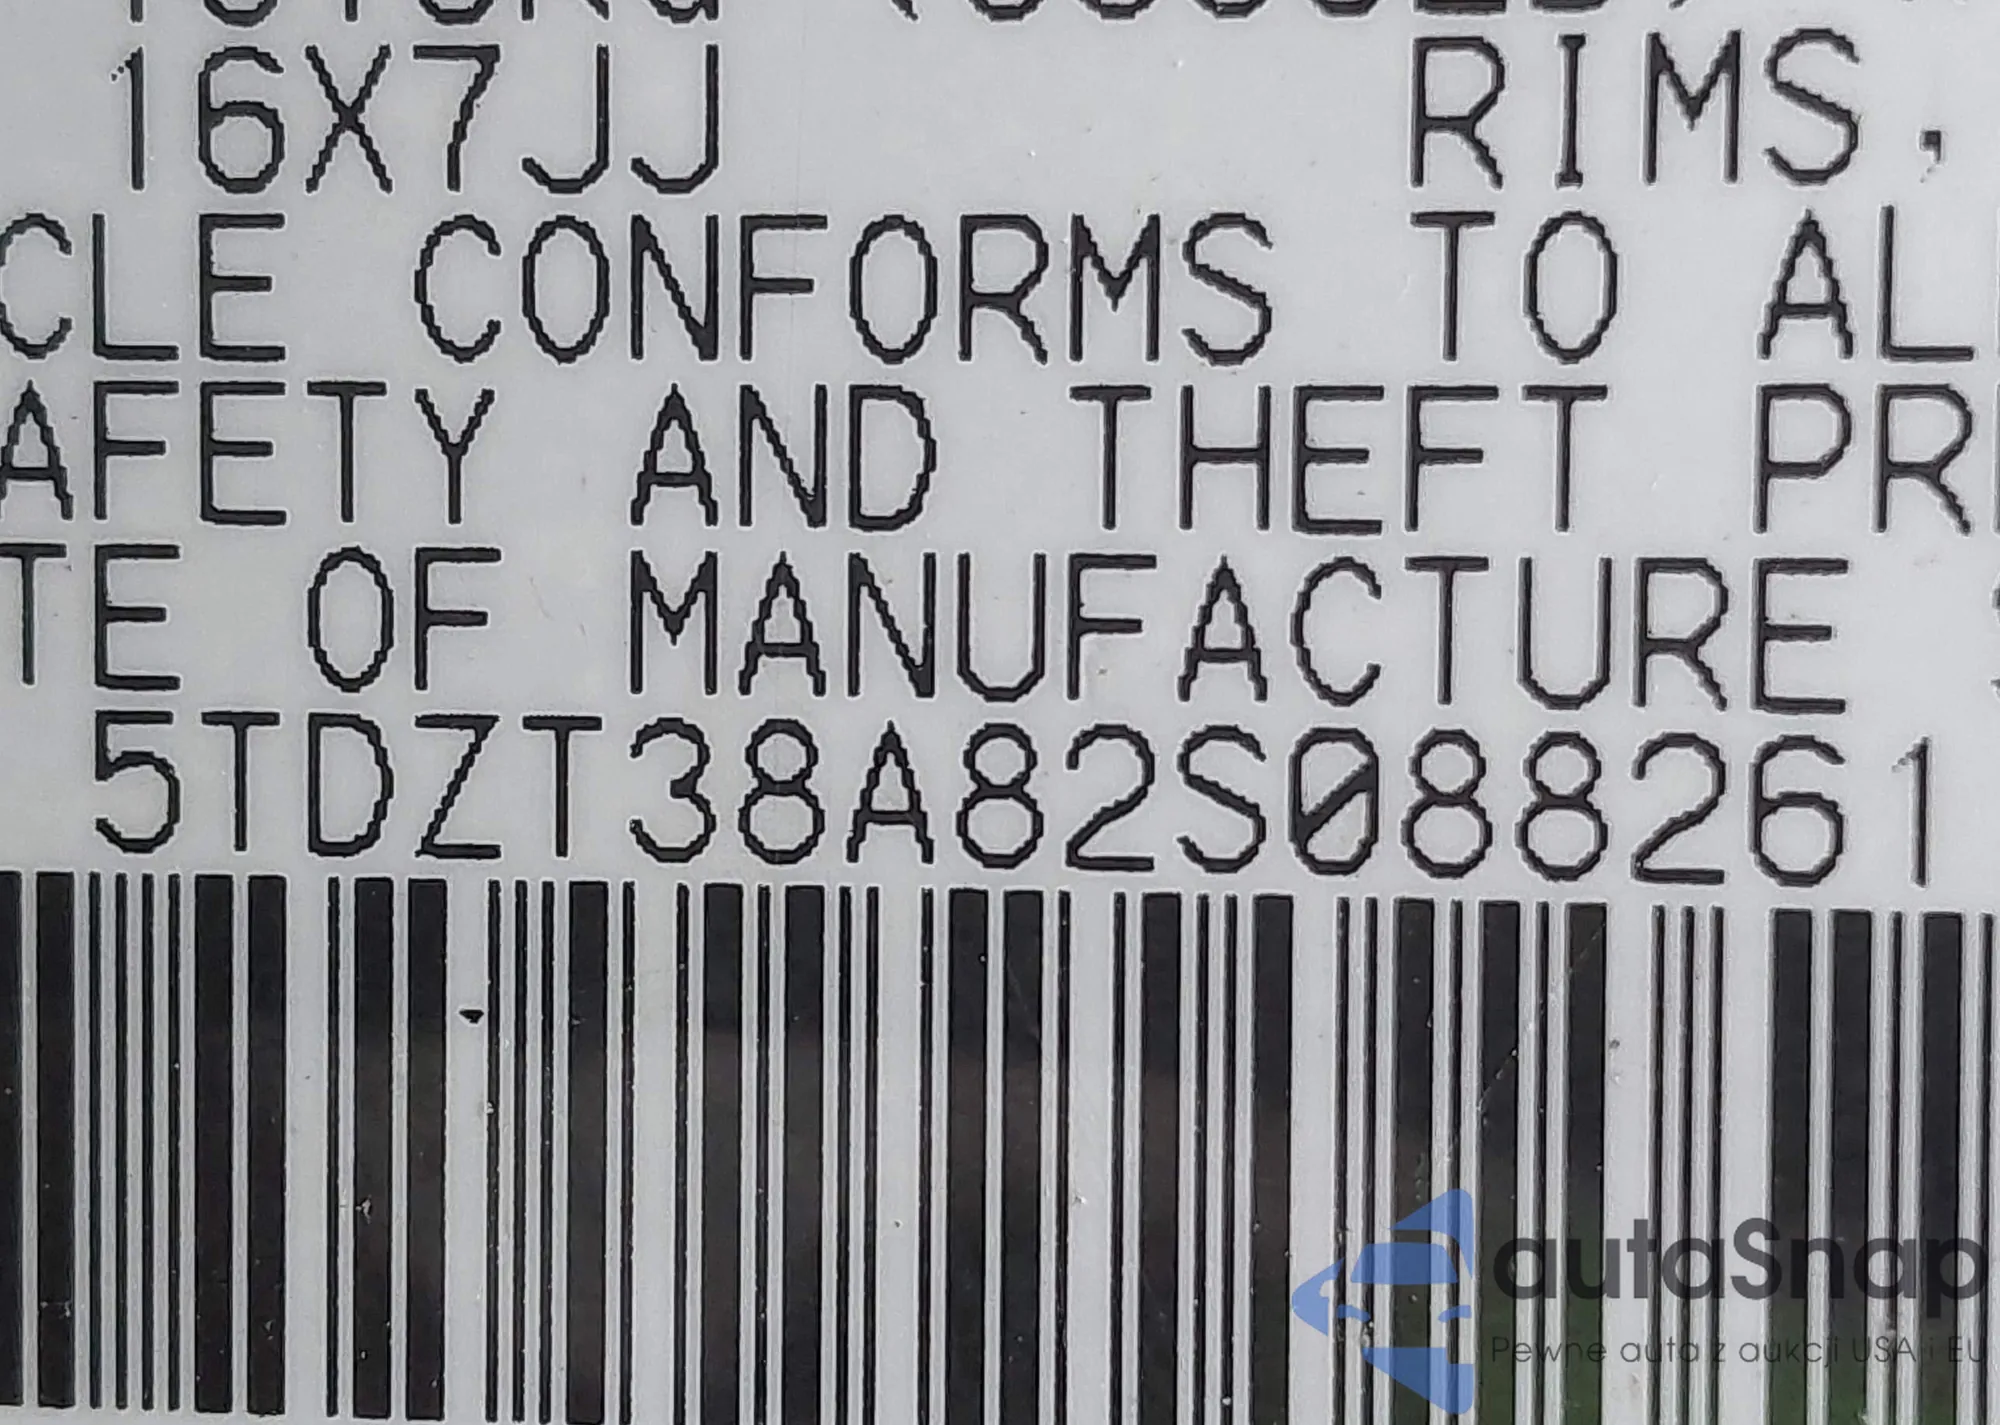 16X7JJ RIMS,
CLE CONFORMS TO AL
AFETY AND THEFT PR
TE OF MANUFACTURE
5TDZT38A82S088261
autaSnap
Pewne auta z aukcji USA i EU